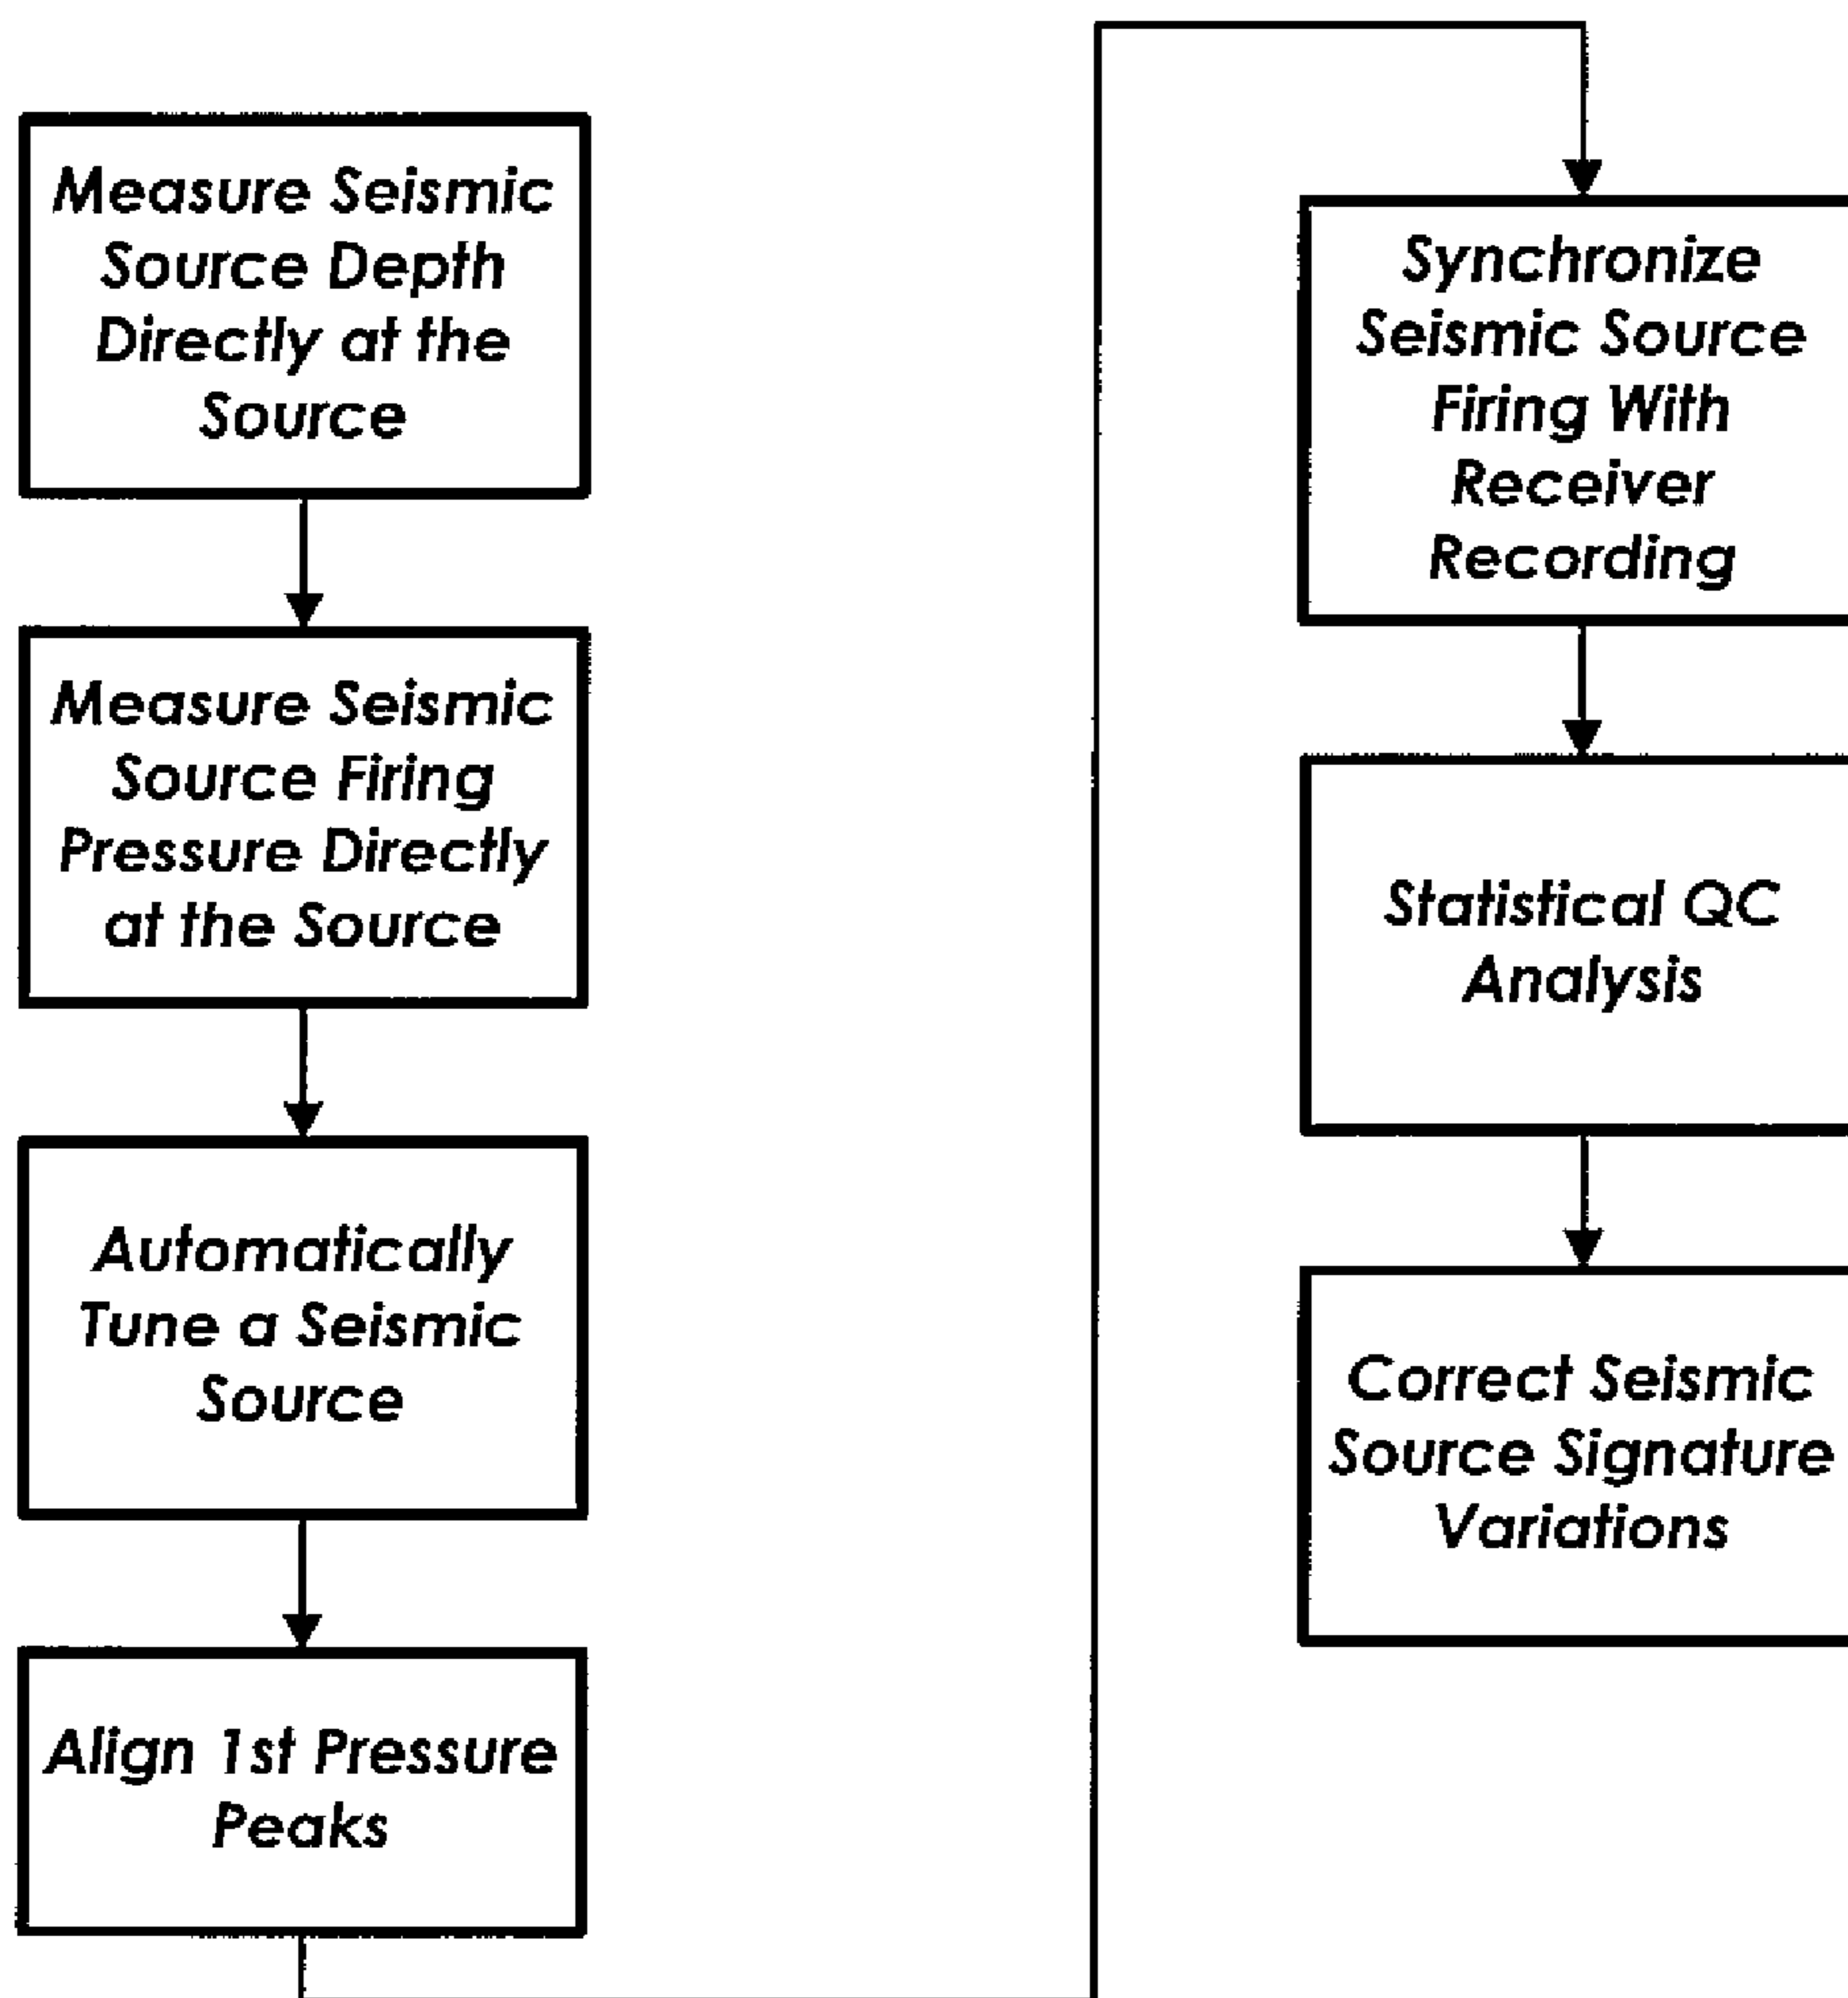 Measure Seismic
Source Depth
Directly at the
Source
Measure Seismic
Source Firing
Pressure Directly
at the Source
Automatically
Tune a Seismic
Source
Align 1st Pressure
Peaks
Synchronize
Seismic Source
Firing With
Receiver
Recording
Statistical QC
Analysis
Correct Seismic
Source Signature
Variations